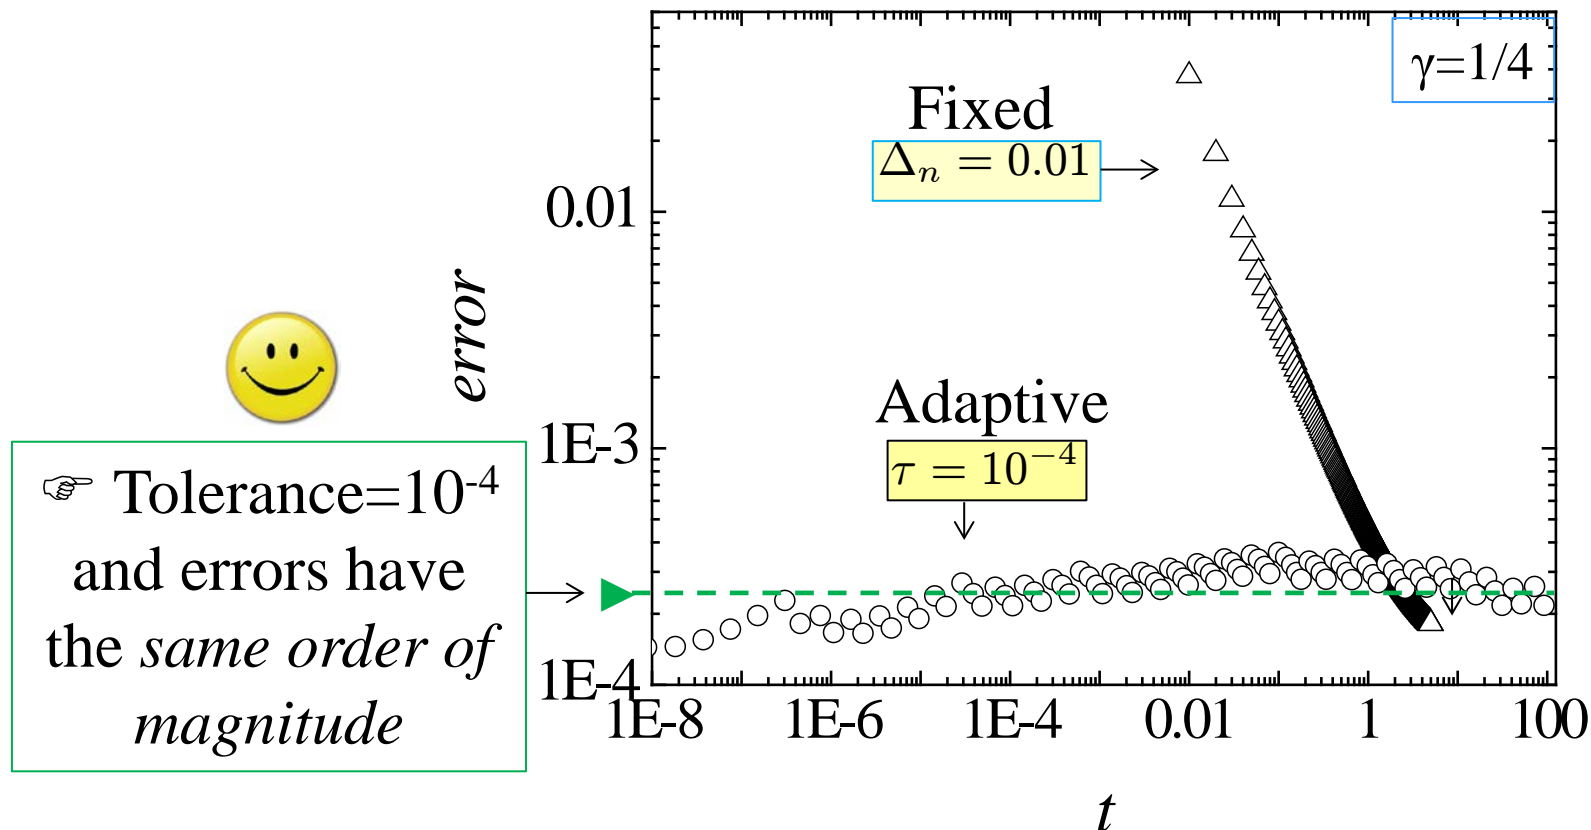 γ=1/4
Fixed
Δₙ = 0.01
0.01
error
Adaptive
1E-3
τ = 10⁻⁴
☞ Tolerance=10⁻⁴
and errors have
the same order of
magnitude
1E-4
1E-8 1E-6 1E-4 0.01 1 100
t